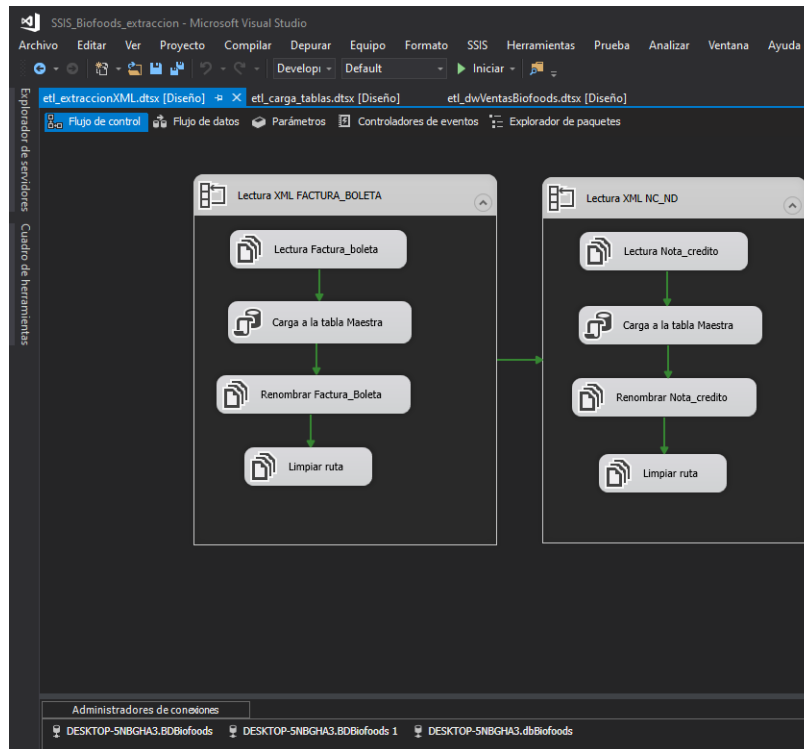 SSIS_Biofoods_extraccion - Microsoft Visual Studio
Archivo Editar Ver Proyecto Compilar Depurar Equipo Formato SSIS Herramientas Prueba Analizar Ventana Ayuda
Default Iniciar
etl_extraccionXML.dtsx [Diseño] etl_carga_tablas.dtsx [Diseño] etl_dwVentasBiofoods.dtsx [Diseño]
Flujo de control Flujo de datos Parámetros Controladores de eventos Explorador de paquetes
Explorador de servidores
Cuadro de herramientas
Lectura XML FACTURA_BOLETA
Lectura Factura_boleta
Carga a la tabla Maestra
Renombrar Factura_Boleta
Limpiar ruta
Lectura XML NC_ND
Lectura Nota_credito
Carga a la tabla Maestra
Renombrar Nota_credito
Limpiar ruta
Administradores de conexiones
DESKTOP-5NBGHA3.BDBiofoods DESKTOP-5NBGHA3.BDBiofoods 1 DESKTOP-5NBGHA3.dbBiofoods